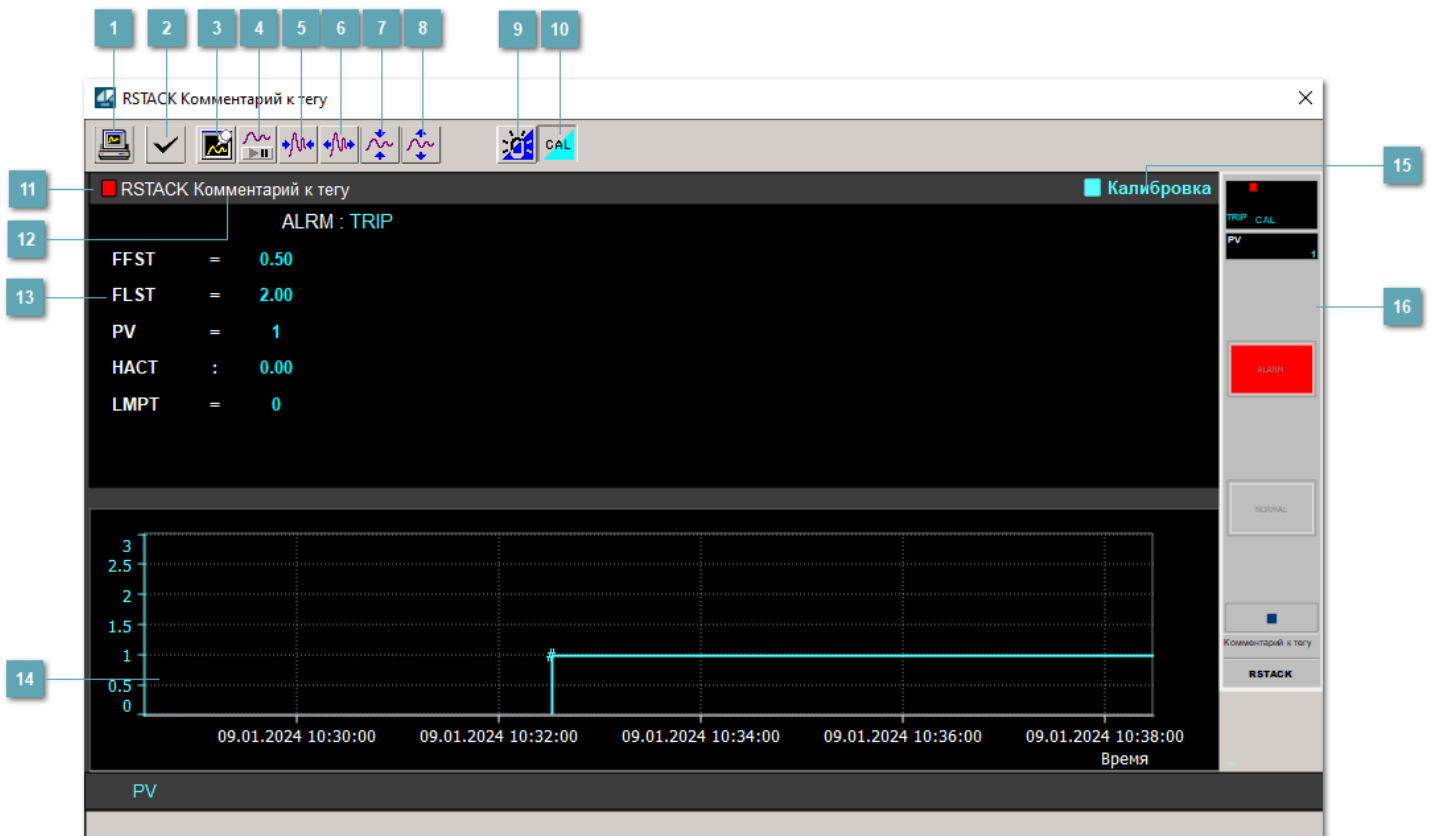 1 2 3 4 5 6 7 8 9 10
RSTACK Комментарий к тегу
CAL
15
11
RSTACK Комментарий к тегу
Калибровка
TRIP CAL
ALRM : TRIP
12
PV
1
FFST = 0.50
13
FLST = 2.00
16
PV = 1
HACT : 0.00
ALARM
LMPT = 0
NORMAL
3
2.5
2
1.5
1
0.5
0
Комментарий к тегу
RSTACK
14
09.01.2024 10:30:00 09.01.2024 10:32:00 09.01.2024 10:34:00 09.01.2024 10:36:00 09.01.2024 10:38:00
Время
PV